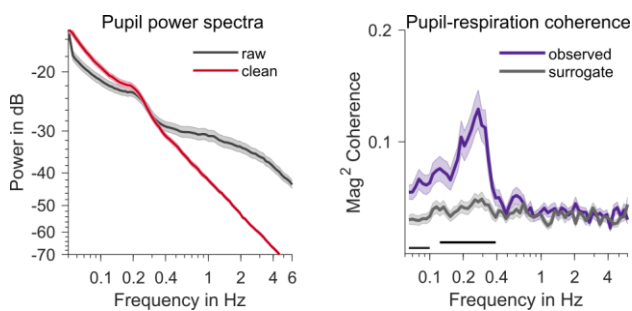 Pupil power spectra
raw
clean
Power in dB
-20
-30
-40
-50
-60
-70
0.1 0.2 0.4 1 2 4 6
Frequency in Hz
Pupil-respiration coherence
observed
surrogate
Mag2 Coherence
0.2
0.1
0.1 0.2 0.4 1 2 4
Frequency in Hz